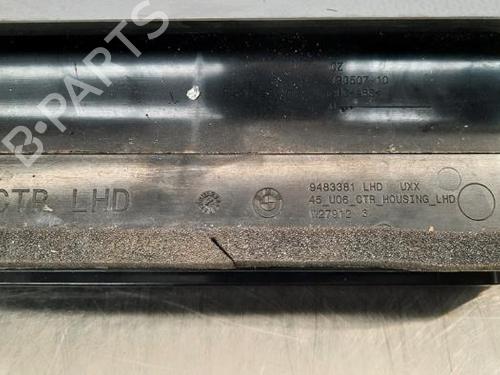 B-PARTS
CTR LHD
9483381 LHD UXX
45_U06_CTR_HOUSING_LHD
W27912 3